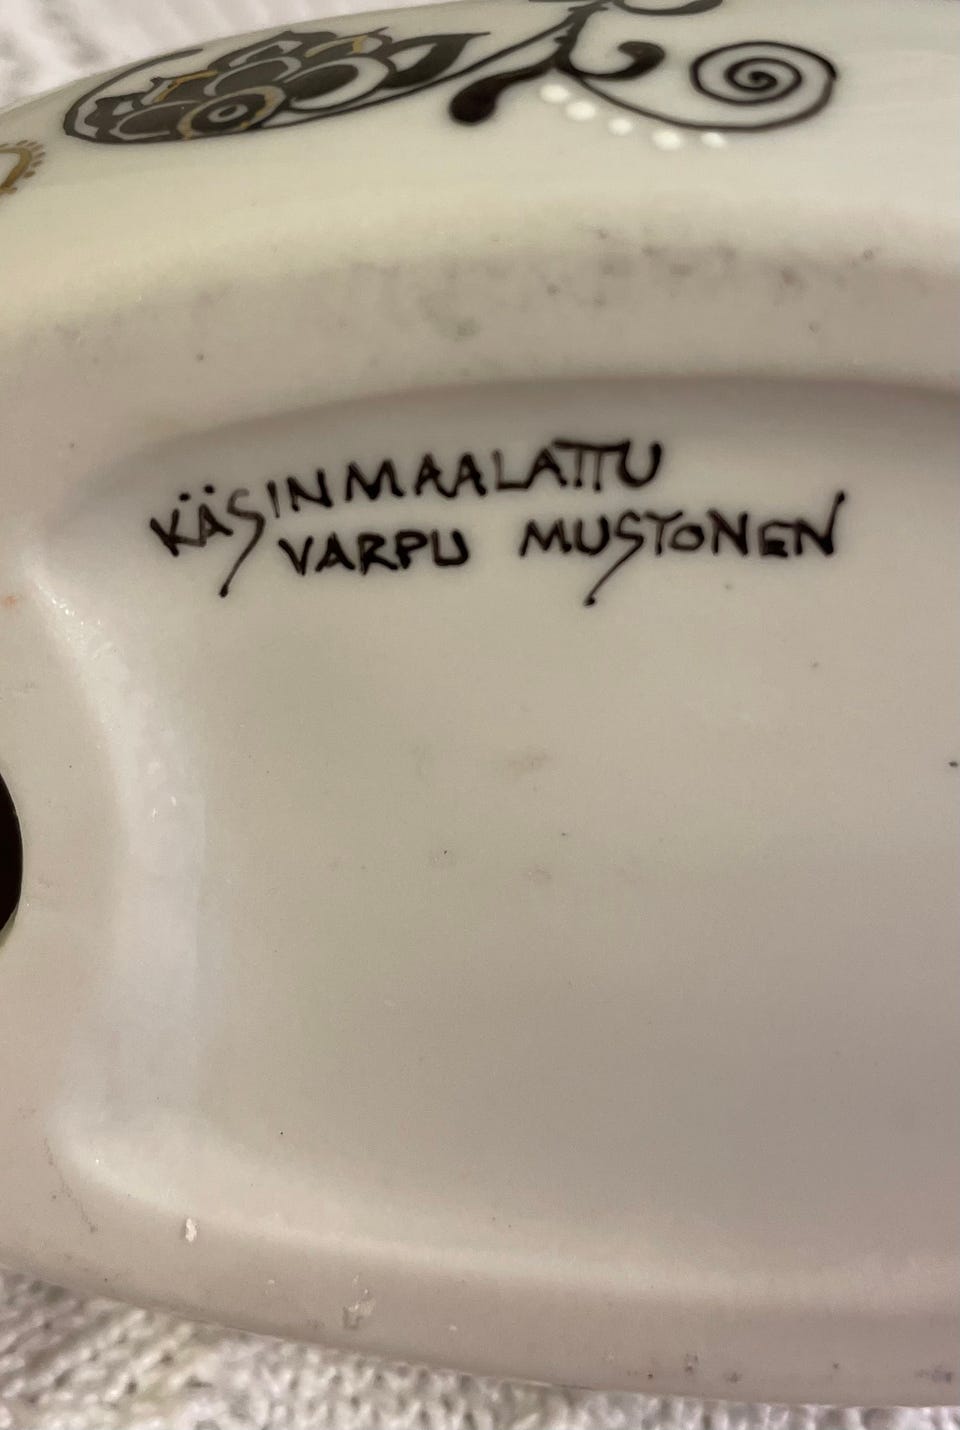 KÄSINMAALATTU
VARPU MUSTONEN